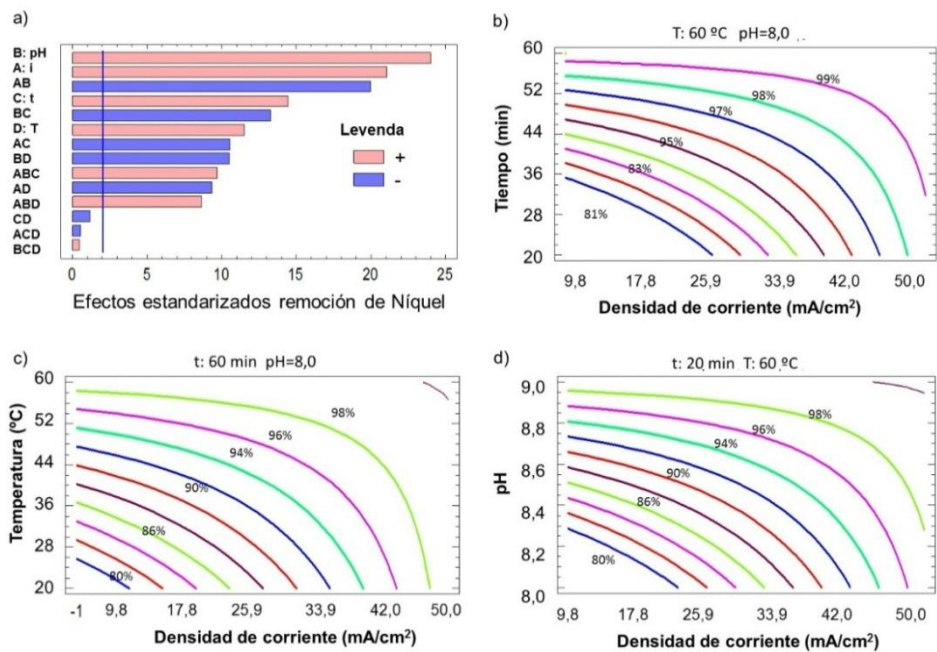 a)
B: pH
A: i
AB
C: t
BC
D: T
AC
BD
ABC
AD
ABD
CD
ACD
BCD
Levenda
+
-
0 5 10 15 20 25
Efectos estandarizados remoción de Níquel
b)
T: 60 ºC pH=8,0
Tiempo (min)
60
52
44
36
28
20
99%
98%
97%
95%
83%
81%
9,8 17,8 25,9 33,9 42,0 50,0
Densidad de corriente (mA/cm²)
c)
t: 60 min pH=8,0
Temperatura (ºC)
60
52
44
36
28
20
98%
96%
94%
90%
86%
80%
-1 9,8 17,8 25,9 33,9 42,0 50,0
Densidad de corriente (mA/cm²)
d)
t: 20 min T: 60 ºC
pH
9,0
8,8
8,6
8,4
8,2
8,0
98%
96%
94%
90%
86%
80%
9,8 17,8 25,9 33,9 42,0 50,0
Densidad de corriente (mA/cm²)